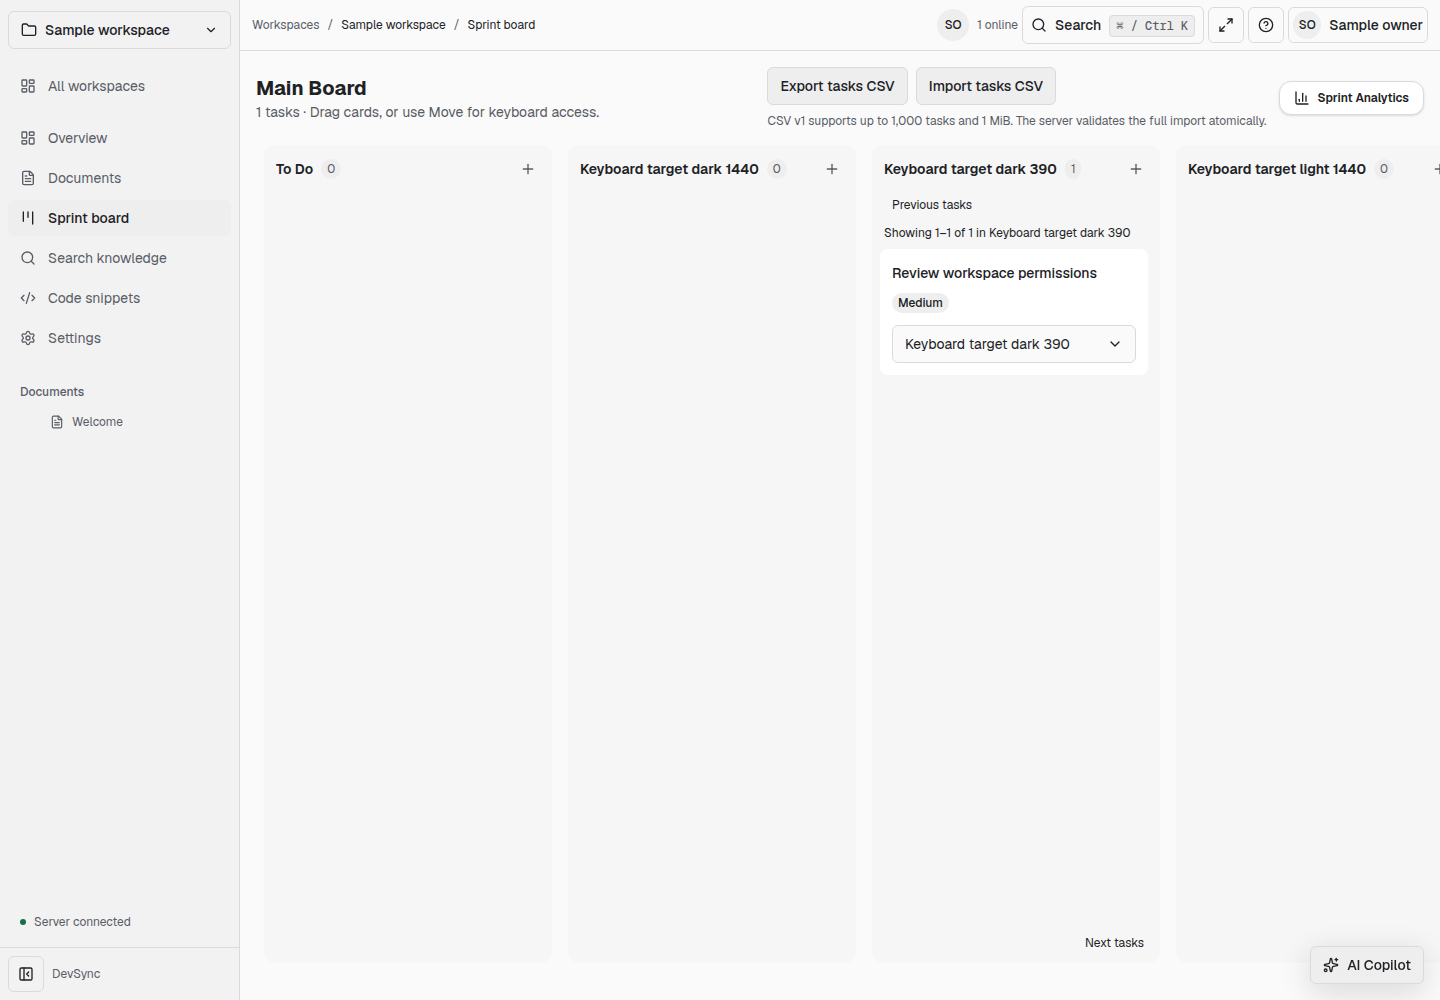 Sample workspace
All workspaces
Overview
Documents
Sprint board
Search knowledge
Code snippets
Settings
Documents
Welcome
Server connected
DevSync
Workspaces / Sample workspace / Sprint board
SO 1 online
Search ⌘ / Ctrl K
SO Sample owner
Main Board
1 tasks · Drag cards, or use Move for keyboard access.
Export tasks CSV
Import tasks CSV
CSV v1 supports up to 1,000 tasks and 1 MiB. The server validates the full import atomically.
Sprint Analytics
To Do 0
Keyboard target dark 1440 0
Keyboard target dark 390 1
Previous tasks
Showing 1–1 of 1 in Keyboard target dark 390
Review workspace permissions
Medium
Keyboard target dark 390
Next tasks
Keyboard target light 1440 0
AI Copilot